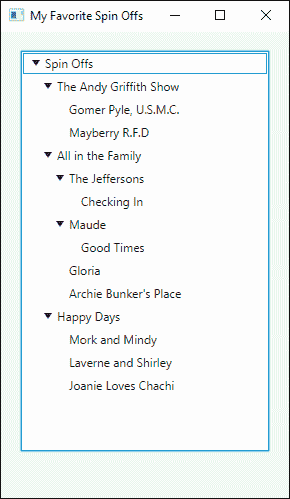 My Favorite Spin Offs
Spin Offs
The Andy Griffith Show
Gomer Pyle, U.S.M.C.
Mayberry R.F.D
All in the Family
The Jeffersons
Checking In
Maude
Good Times
Gloria
Archie Bunker's Place
Happy Days
Mork and Mindy
Laverne and Shirley
Joanie Loves Chachi